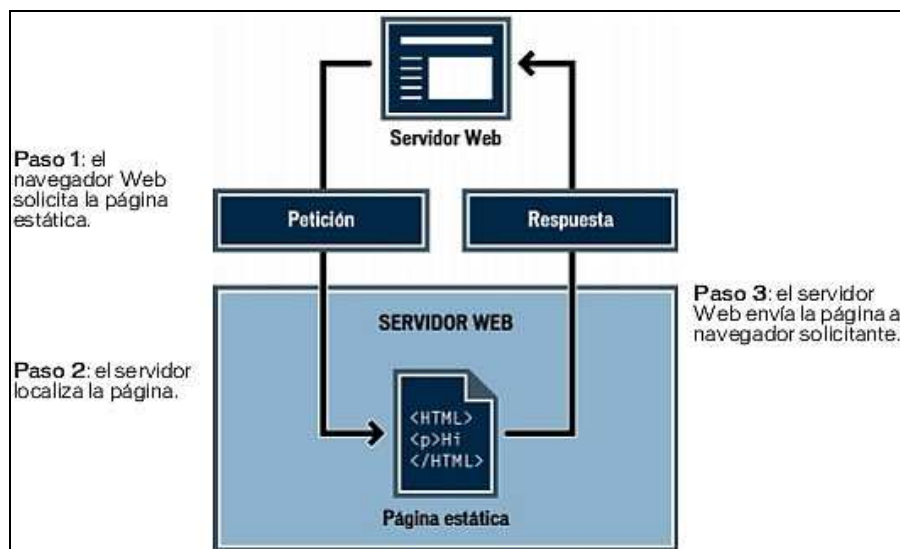 Servidor Web
Paso 1: el
navegador Web
solicita la página
estática.
Petición
Respuesta
Paso 3: el servidor
Web envía la página a
navegador solicitante.
SERVIDOR WEB
Paso 2: el servidor
localiza la página.
<HTML>
<p>Hi
</HTML>
Página estática